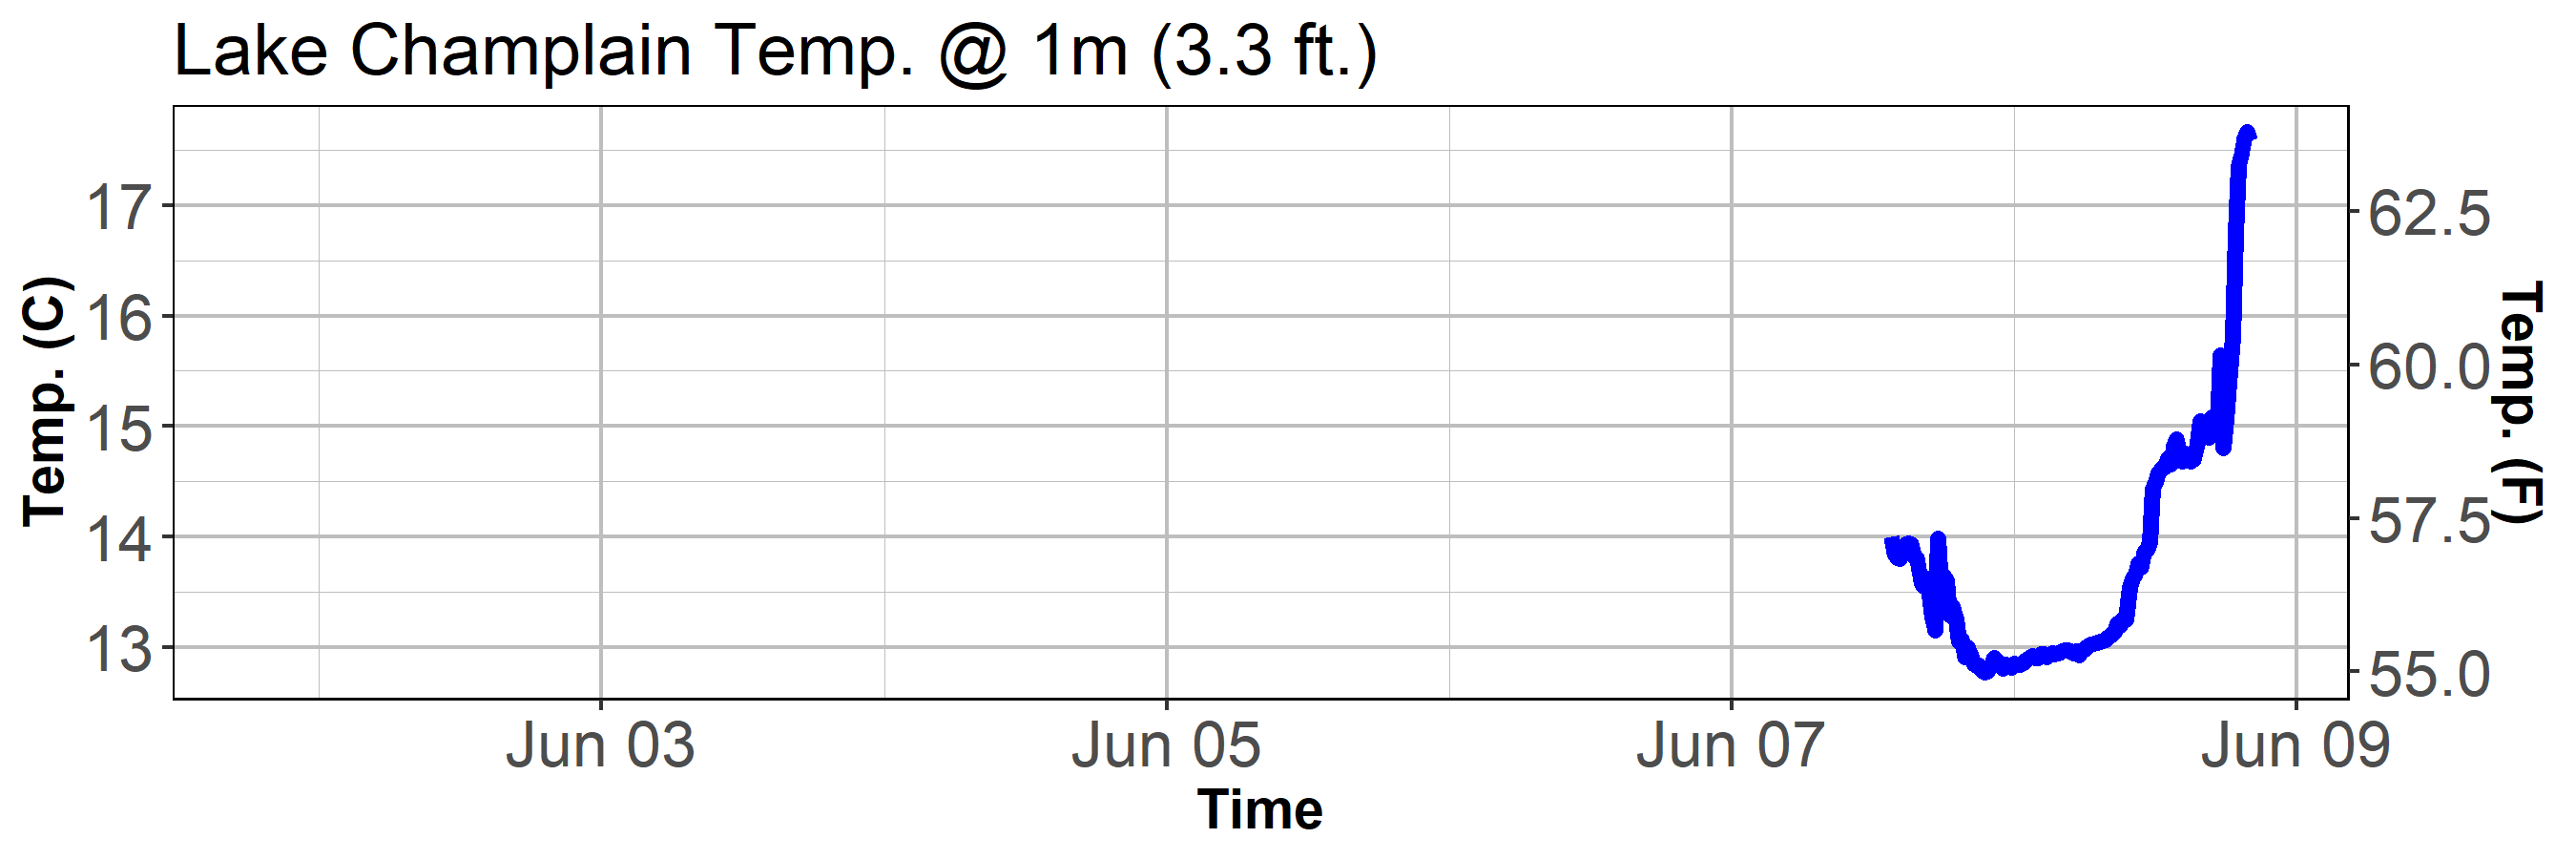 Lake Champlain Temp. @ 1m (3.3 ft.)
Temp. (C)
17
16
15
14
13
62.5
60.0
57.5
55.0
Temp. (F)
Jun 03 Jun 05 Jun 07 Jun 09
Time